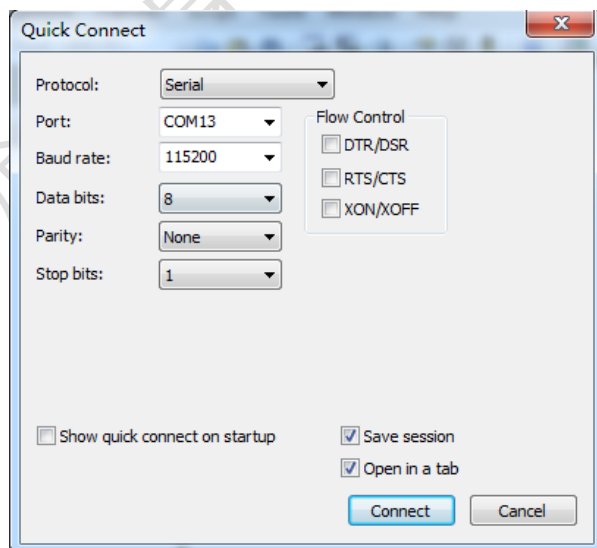 Quick Connect
Protocol: Serial
Port: COM13
Flow Control
DTR/DSR
Baud rate: 115200
RTS/CTS
Data bits: 8
XON/XOFF
Parity: None
Stop bits: 1
Show quick connect on startup
Save session
Open in a tab
Connect
Cancel